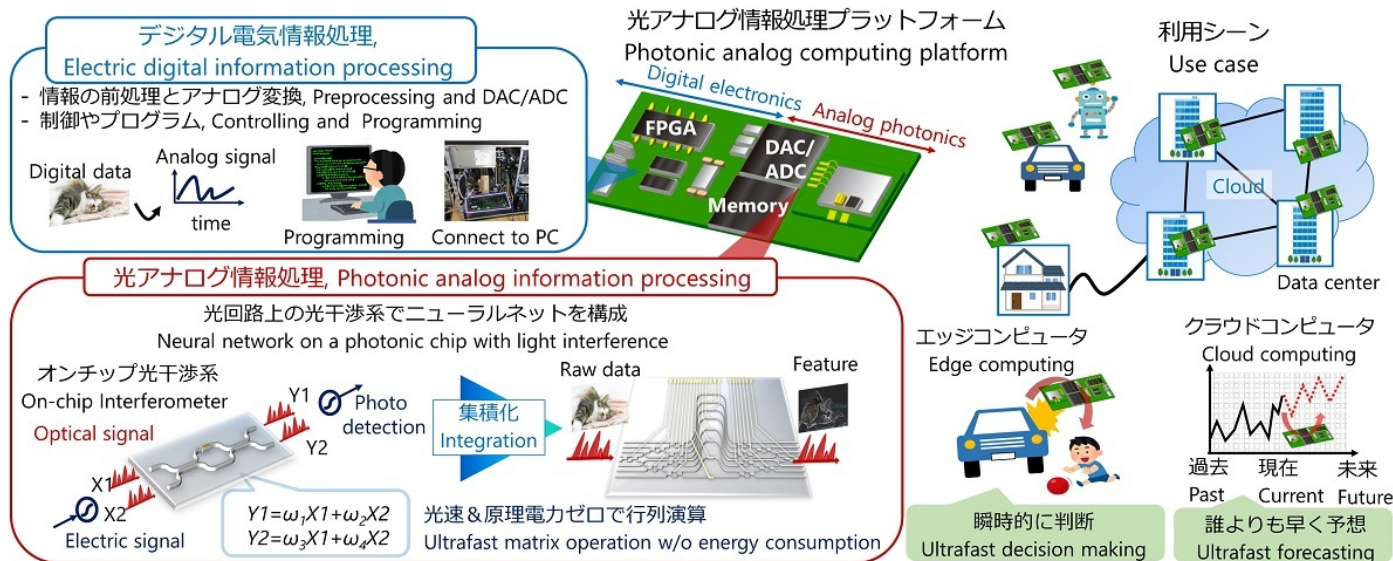 デジタル電気情報処理,
Electric digital information processing
- 情報の前処理とアナログ変換, Preprocessing and DAC/ADC
- 制御やプログラム, Controlling and Programming
Digital data
Analog signal
time
Programming
Connect to PC
光アナログ情報処理プラットフォーム
Photonic analog computing platform
Digital electronics
Analog photonics
FPGA
DAC/
ADC
Memory
利用シーン
Use case
Cloud
Data center
光アナログ情報処理, Photonic analog information processing
光回路上の光干渉系でニューラルネットを構成
Neural network on a photonic chip with light interference
オンチップ光干渉系
On-chip Interferometer
Optical signal
X1
X2
Electric signal
Y1
Y2
Photo
detection
Y1=ω₁X1+ω₂X2
Y2=ω₃X1+ω₄X2
集積化
Integration
Raw data
Feature
光速＆原理電力ゼロで行列演算
Ultrafast matrix operation w/o energy consumption
エッジコンピュータ
Edge computing
瞬時的に判断
Ultrafast decision making
クラウドコンピュータ
Cloud computing
過去
現在
未来
Past
Current
Future
誰よりも早く予想
Ultrafast forecasting